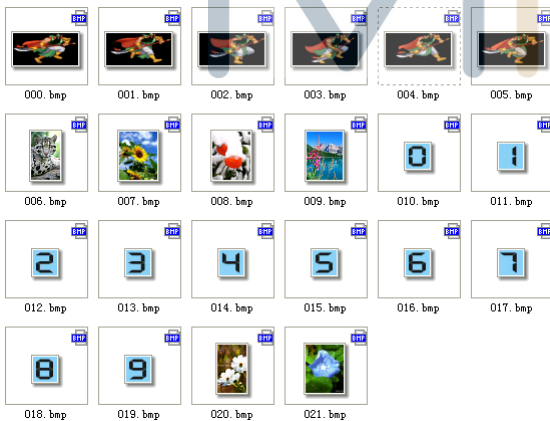 BMP BMP BMP BMP BMP BMP
000.bmp 001.bmp 002.bmp 003.bmp 004.bmp 005.bmp
BMP BMP BMP BMP BMP BMP
0 1
006.bmp 007.bmp 008.bmp 009.bmp 010.bmp 011.bmp
BMP BMP BMP BMP BMP BMP
2 3 4 5 6 7
012.bmp 013.bmp 014.bmp 015.bmp 016.bmp 017.bmp
BMP BMP BMP BMP
8 9
018.bmp 019.bmp 020.bmp 021.bmp